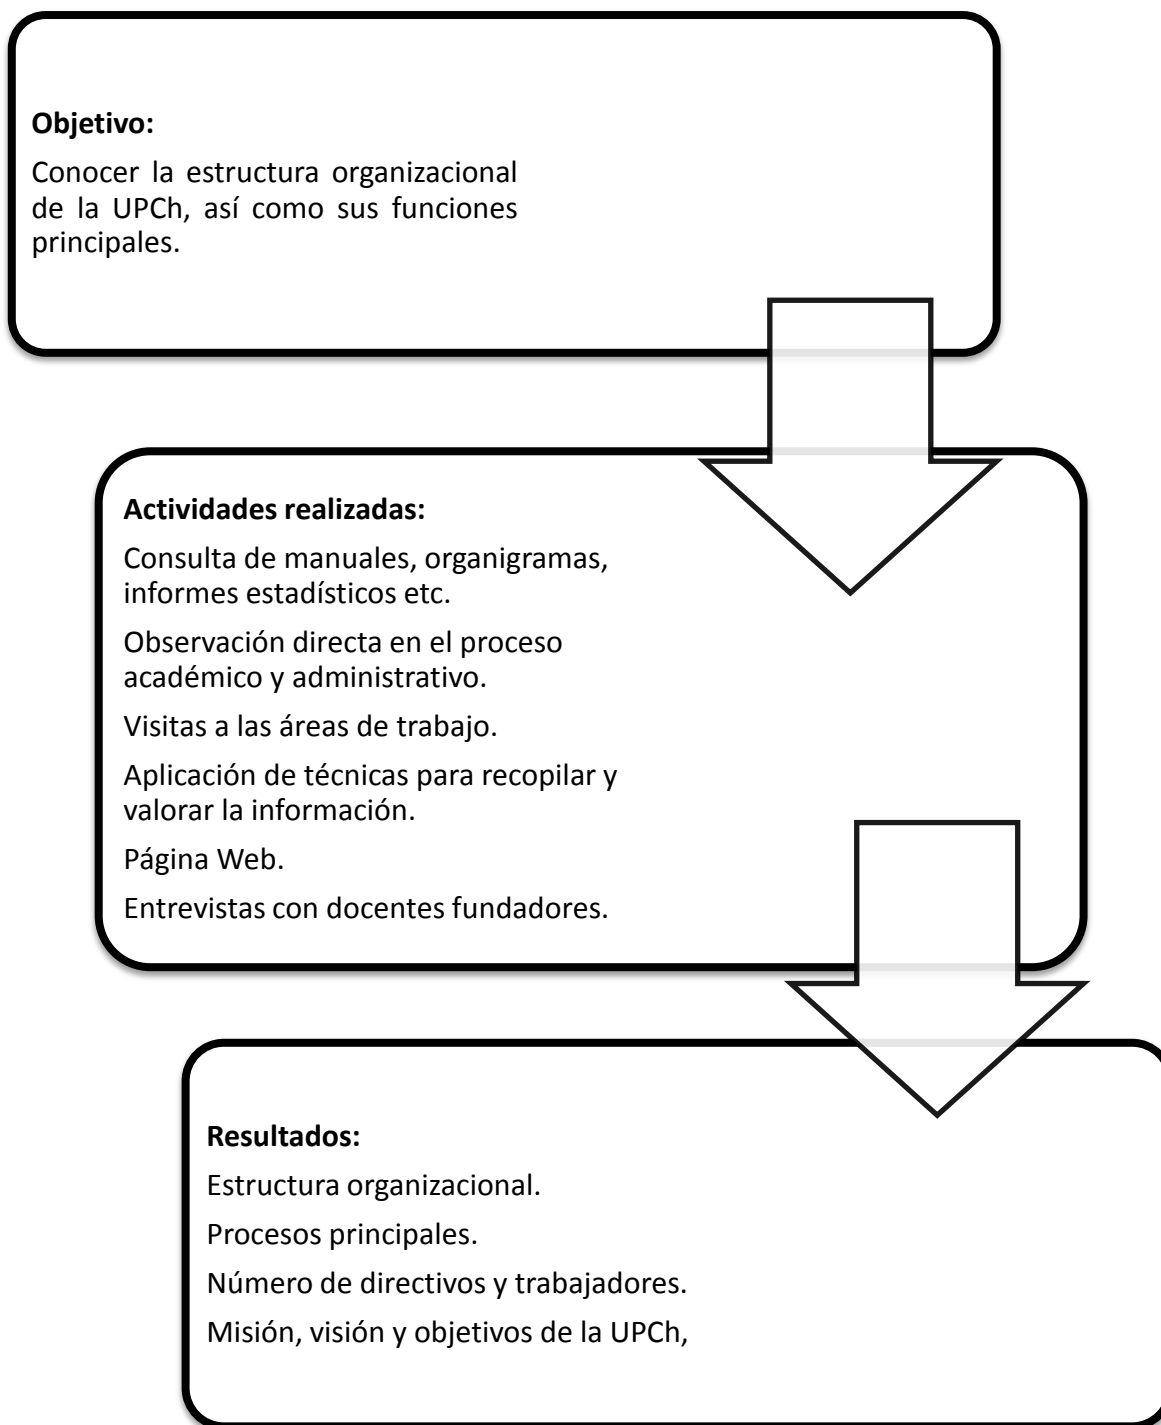 Objetivo:
Conocer la estructura organizacional
de la UPCh, así como sus funciones
principales.
Actividades realizadas:
Consulta de manuales, organigramas,
informes estadísticos etc.
Observación directa en el proceso
académico y administrativo.
Visitas a las áreas de trabajo.
Aplicación de técnicas para recopilar y
valorar la información.
Página Web.
Entrevistas con docentes fundadores.
Resultados:
Estructura organizacional.
Procesos principales.
Número de directivos y trabajadores.
Misión, visión y objetivos de la UPCh,